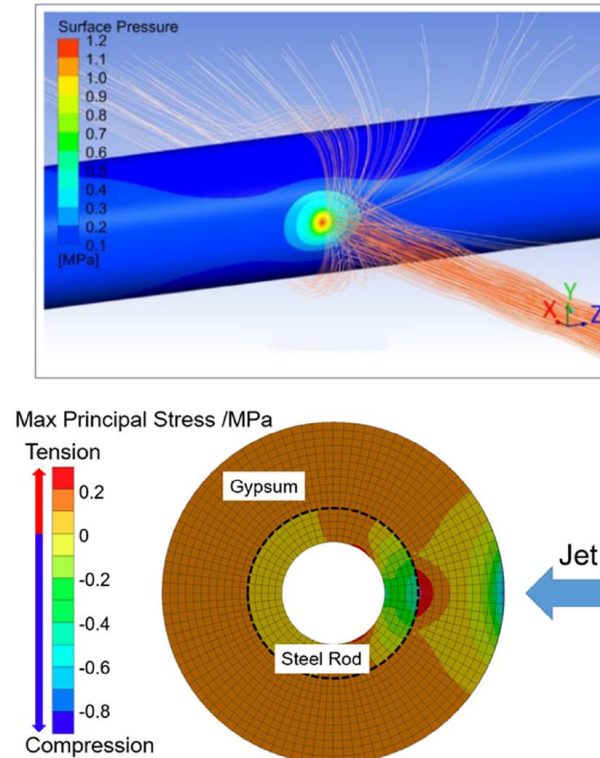 Surface Pressure
1.2
1.1
1.0
0.9
0.8
0.7
0.6
0.5
0.4
0.3
0.2
0.1
[MPa]
Y
X
Z
Max Principal Stress /MPa
Tension
0.2
0
-0.2
-0.4
-0.6
-0.8
Compression
Gypsum
Steel Rod
Jet